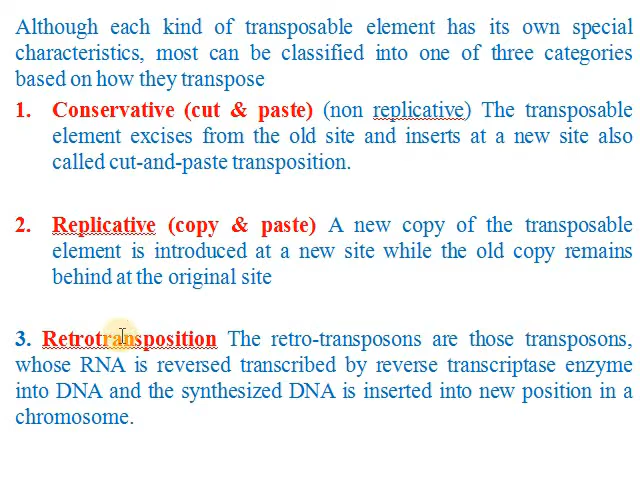 Although each kind of transposable element has its own special
characteristics, most can be classified into one of three categories
based on how they transpose
1. Conservative (cut & paste) (non replicative) The transposable
element excises from the old site and inserts at a new site also
called cut-and-paste transposition.
2. Replicative (copy & paste) A new copy of the transposable
element is introduced at a new site while the old copy remains
behind at the original site
3. Retrotransposition The retro-transposons are those transposons,
whose RNA is reversed transcribed by reverse transcriptase enzyme
into DNA and the synthesized DNA is inserted into new position in a
chromosome.